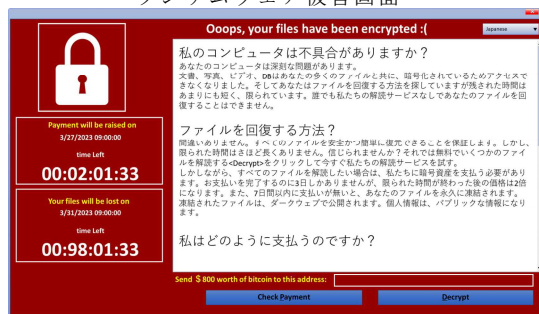 ランサムウェア被害画面
Ooops, your files have been encrypted :(
Japanese
私のコンピュータは不具合がありますか？
あなたのコンピュータは深刻な問題があります。
文書、写真、ビデオ、DBはあなたの多くのファイルと共に、暗号化されているためアクセスで
きなくなりました。そしてあなたはファイルを回復する方法を探していますが残された時間は
あまりにも短く、限られています。誰でも私たちの解読サービスなしであなたのファイルを回
復することはできません。
ファイルを回復する方法？
間違いありません。すべてのファイルを安全かつ簡単に復元できることを保証します。しかし、
限られた時間はさほど長くありません。信じられませんか？それでは無料でいくつかのファイ
ルを解読する<Decrypt>をクリックして今すぐ私たちの解読サービスを試す。
しかしながら、すべてのファイルを解読したい場合は、私たちに暗号資産を支払う必要があり
ます。お支払いを完了するのに3日しかありませんが、限られた時間が終わった後の価格は2倍
になります。また、7日間以内に支払いが無いと、あなたのファイルを永久に凍結されます。
凍結されたファイルは、ダークウェブで公開されます。個人情報は、パブリックな情報になり
ます。
私はどのように支払うのですか？
Payment will be raised on
3/27/2023 09:00:00
time Left
00:02:01:33
Your files will be lost on
3/31/2023 09:00:00
time Left
00:98:01:33
Send $800 worth of bitcoin to this address:
Check Payment
Decrypt